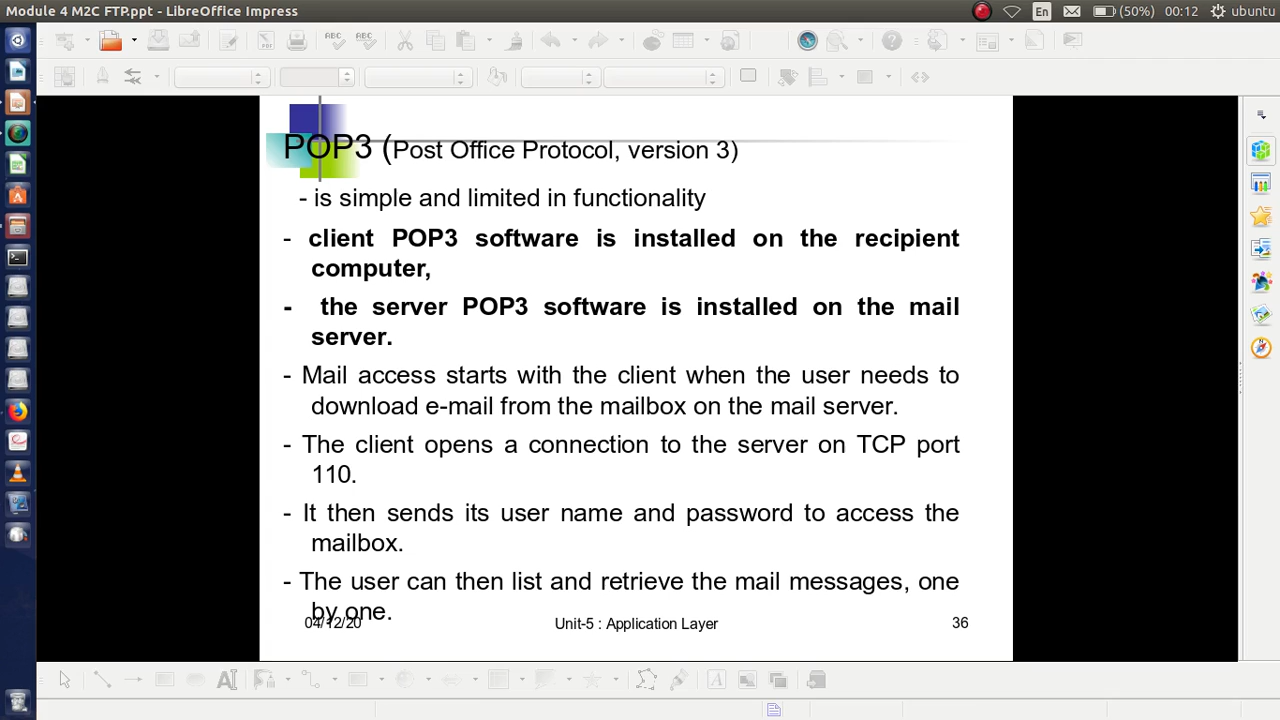 Module 4 M2C FTP.ppt - LibreOffice Impress
En
(50%)
00:12
ubuntu
POP3 (Post Office Protocol, version 3)
- is simple and limited in functionality
- client POP3 software is installed on the recipient
computer,
- the server POP3 software is installed on the mail
server.
- Mail access starts with the client when the user needs to
download e-mail from the mailbox on the mail server.
- The client opens a connection to the server on TCP port
110.
- It then sends its user name and password to access the
mailbox.
- The user can then list and retrieve the mail messages, one
by one.
04/12/20
Unit-5 : Application Layer
36